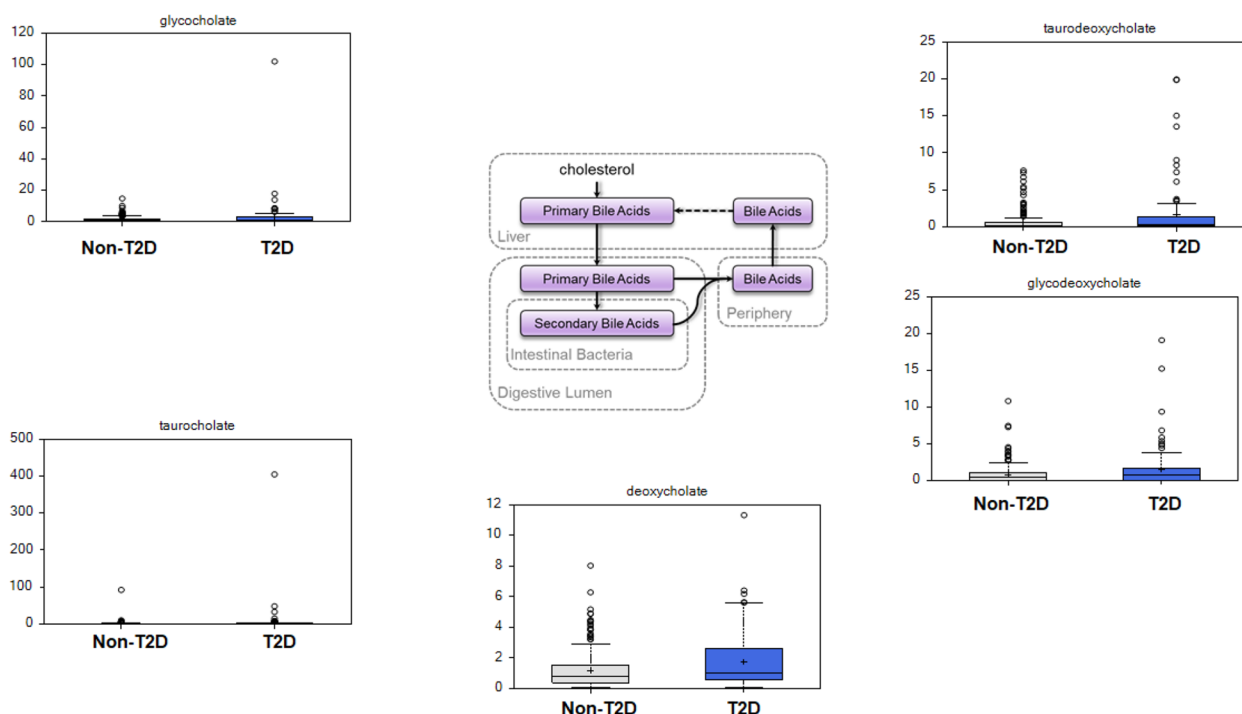 glycocholate
120
100
80
60
40
20
0
Non-T2D T2D
cholesterol
Primary Bile Acids Bile Acids
Liver
Primary Bile Acids Bile Acids
Periphery
Secondary Bile Acids
Intestinal Bacteria
Digestive Lumen
taurodeoxycholate
25
20
15
10
5
0
Non-T2D T2D
glycodeoxycholate
25
20
15
10
5
0
Non-T2D T2D
taurocholate
500
400
300
200
100
0
Non-T2D T2D
deoxycholate
12
10
8
6
4
2
0
Non-T2D T2D